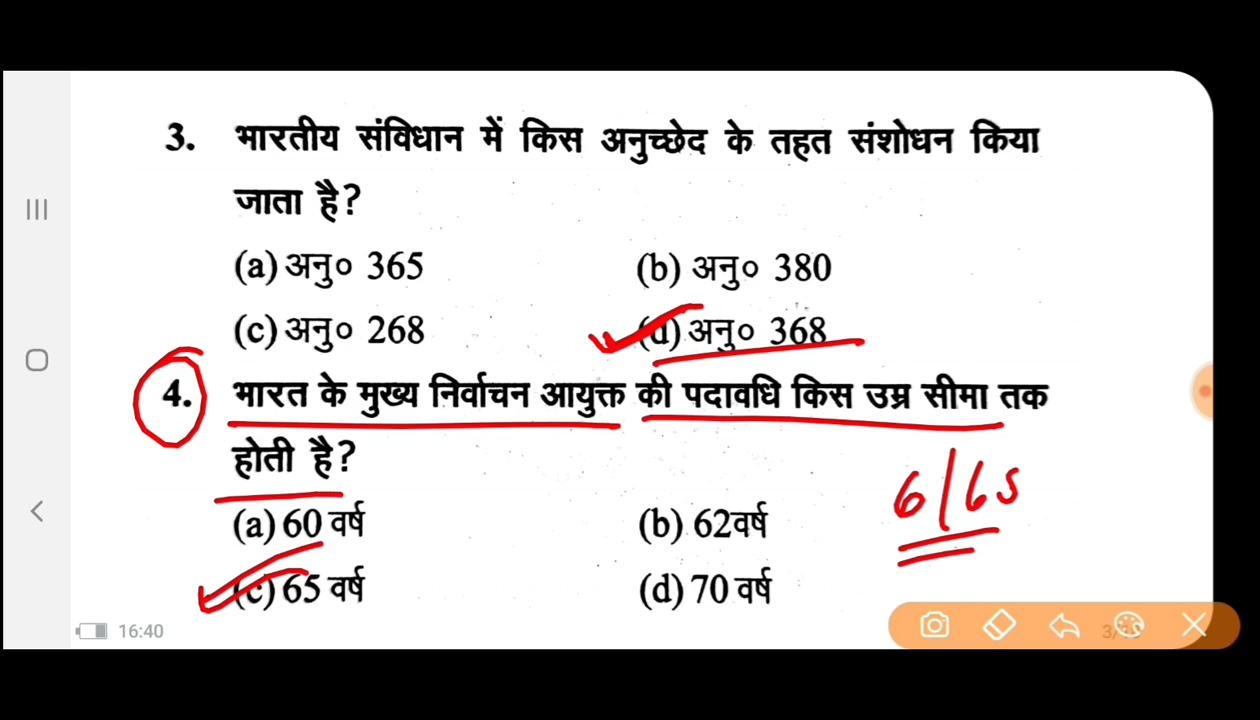 3. भारतीय संविधान में किस अनुच्छेद के तहत संशोधन किया
जाता है?
(a) अनु० 365 (b) अनु० 380
(c) अनु० 268 (d) अनु० 368
4. भारत के मुख्य निर्वाचन आयुक्त की पदावधि किस उम्र सीमा तक
होती है?
6/65
(a) 60 वर्ष (b) 62वर्ष
(c) 65 वर्ष (d) 70 वर्ष
16:40